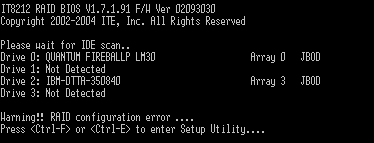 IT8212 RAID BIOS V1.7.1.91 F/W Ver 02093030
Copyright 2002-2004 ITE, Inc. All Rights Reserved
Please wait for IDE scan..
Drive 0: QUANTUM FIREBALLP LM30 Array 0 JBOD
Drive 1: Not Detected
Drive 2: IBM-DTTA-350840 Array 3 JBOD
Drive 3: Not Detected
Warning!! RAID configuration error ....
Press <Ctrl-F> or <Ctrl-E> to enter Setup Utility....